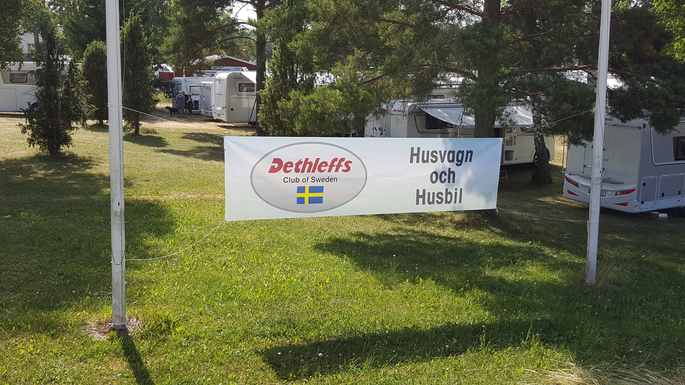 Dethleffs
Club of Sweden
Husvagn
och
Husbil